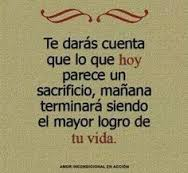 Te darás cuenta
que lo que hoy
parece un
sacrificio, mañana
terminará siendo
el mayor logro de
tu vida.
AMOR INCONDICIONAL EN ACCIÓN